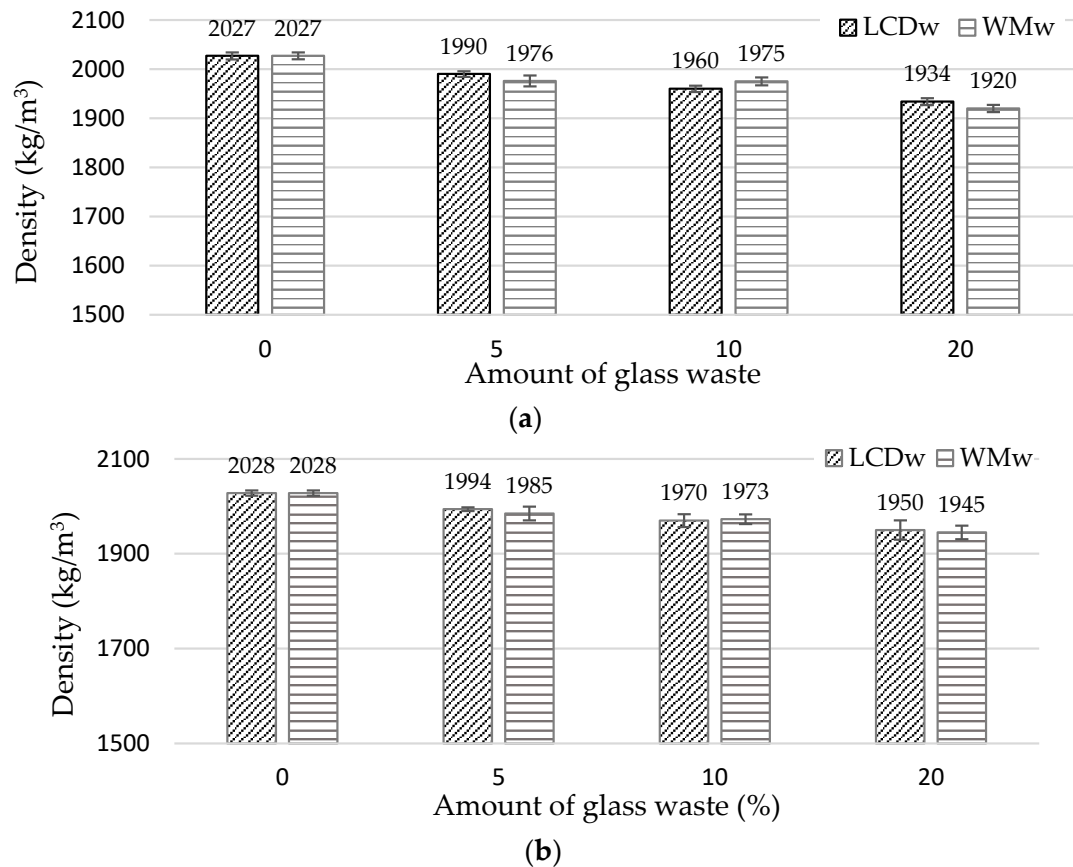 2100
2000
1900
1800
1700
1600
1500
Density (kg/m³)
LCDw WMw
2027 2027 1990 1976 1960 1975 1934 1920
0 5 10 20
Amount of glass waste
(a)
2100
1900
1700
1500
Density (kg/m³)
LCDw WMw
2028 2028 1994 1985 1970 1973 1950 1945
0 5 10 20
Amount of glass waste (%)
(b)